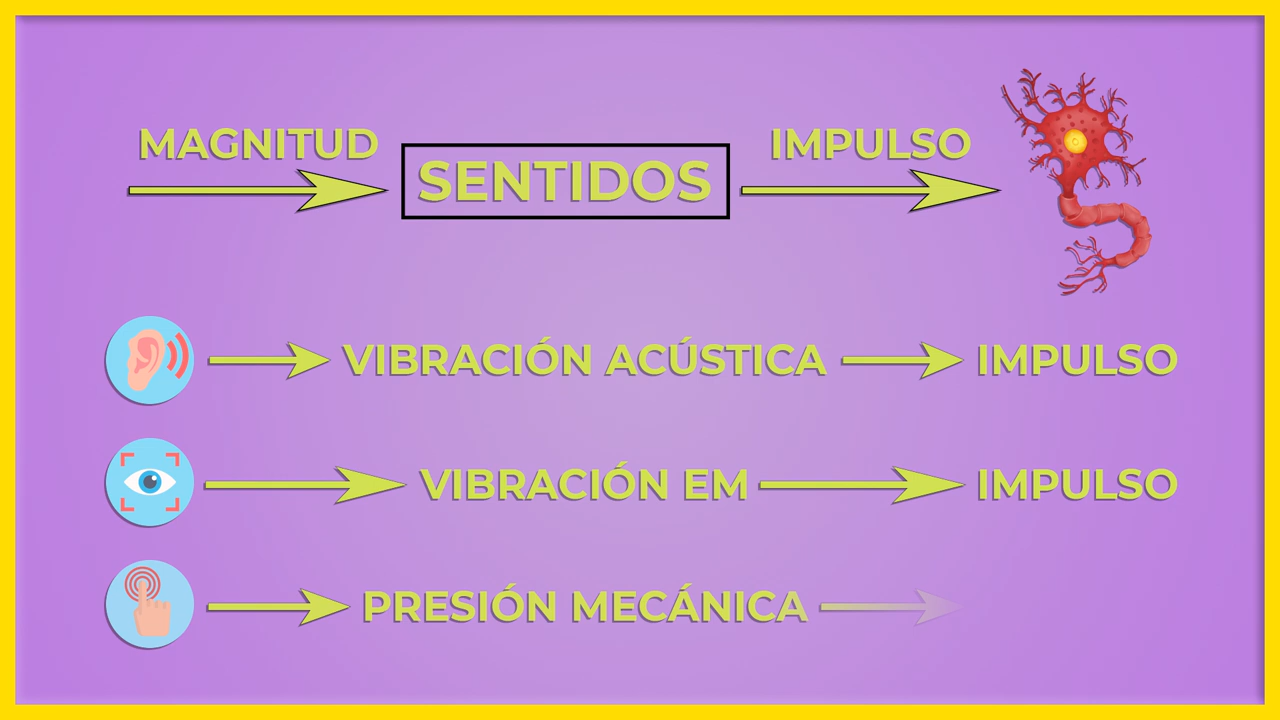 MAGNITUD
SENTIDOS
IMPULSO
VIBRACIÓN ACÚSTICA
IMPULSO
VIBRACIÓN EM
IMPULSO
PRESIÓN MECÁNICA